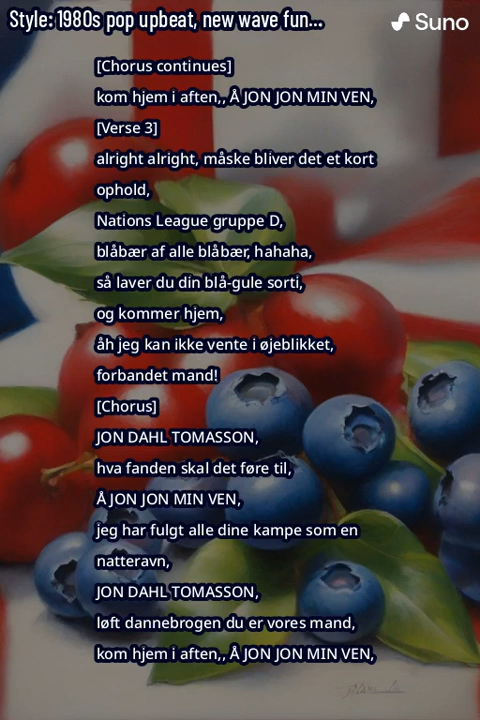 Style: 1980s pop upbeat, new wave fun...
Suno
[Chorus continues]
kom hjem i aften,, Å JON JON MIN VEN,
[Verse 3]
alright alright, måske bliver det et kort
ophold,
Nations League gruppe D,
blåbær af alle blåbær, hahaha,
så laver du din blå-gule sorti,
og kommer hjem,
åh jeg kan ikke vente i øjeblikket,
forbandet mand!
[Chorus]
JON DAHL TOMASSON,
hva fanden skal det føre til,
Å JON JON MIN VEN,
jeg har fulgt alle dine kampe som en
natteravn,
JON DAHL TOMASSON,
løft dannebrogen du er vores mand,
kom hjem i aften,, Å JON JON MIN VEN,